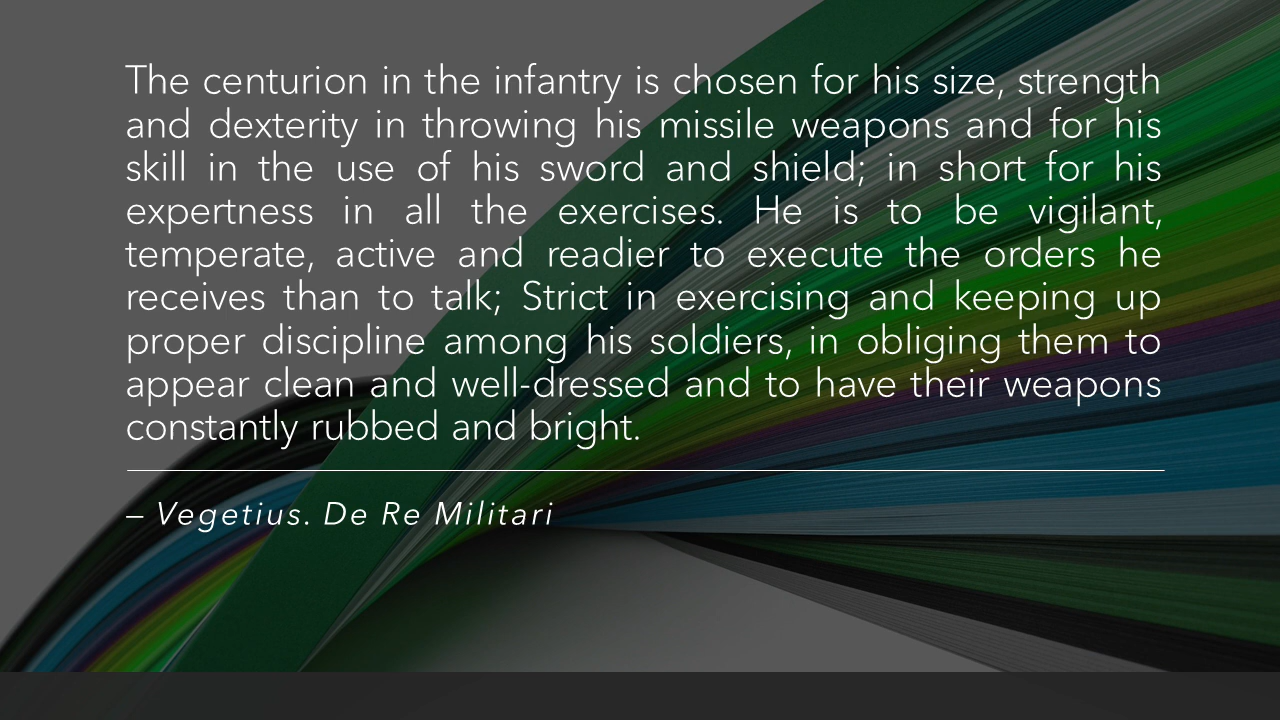 The centurion in the infantry is chosen for his size, strength
and dexterity in throwing his missile weapons and for his
skill in the use of his sword and shield; in short for his
expertness in all the exercises. He is to be vigilant,
temperate, active and readier to execute the orders he
receives than to talk; Strict in exercising and keeping up
proper discipline among his soldiers, in obliging them to
appear clean and well-dressed and to have their weapons
constantly rubbed and bright.
– Vegetius. De Re Militari